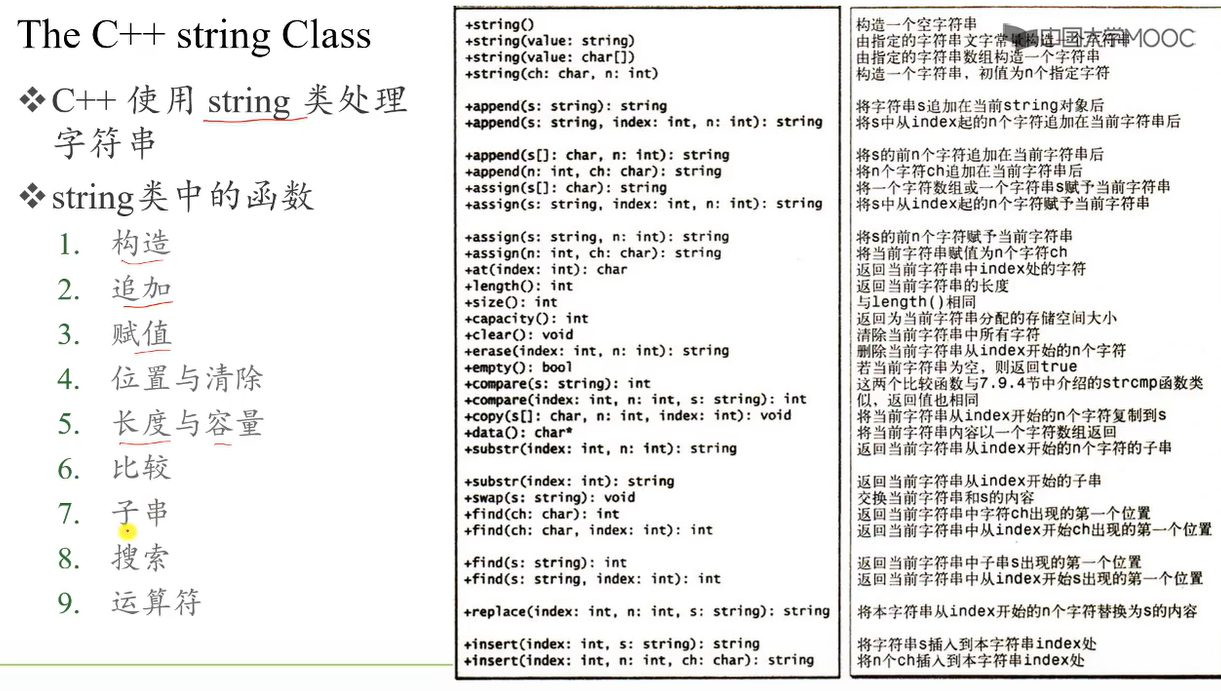 The C++ string Class
❖C++ 使用 string 类处理
字符串
❖string类中的函数
1. 构造
2. 追加
3. 赋值
4. 位置与清除
5. 长度与容量
6. 比较
7. 子串
8. 搜索
9. 运算符
+string()
+string(value: string)
+string(value: char[])
+string(ch: char, n: int)
+append(s: string): string
+append(s: string, index: int, n: int): string
+append(s[]: char, n: int): string
+append(n: int, ch: char): string
+assign(s[]: char): string
+assign(s: string, index: int, n: int): string
+assign(s: string, n: int): string
+assign(n: int, ch: char): string
+at(index: int): char
+length(): int
+size(): int
+capacity(): int
+clear(): void
+erase(index: int, n: int): string
+empty(): bool
+compare(s: string): int
+compare(index: int, n: int, s: string): int
+copy(s[]: char, n: int, index: int): void
+data(): char*
+substr(index: int, n: int): string
+substr(index: int): string
+swap(s: string): void
+find(ch: char): int
+find(ch: char, index: int): int
+find(s: string): int
+find(s: string, index: int): int
+replace(index: int, n: int, s: string): string
+insert(index: int, s: string): string
+insert(index: int, n: int, ch: char): string
构造一个空字符串
由指定的字符串文字常量构造一个字符串
由指定的字符串数组构造一个字符串
构造一个字符串，初值为n个指定字符
将字符串s追加在当前string对象后
将s中从index起的n个字符追加在当前字符串后
将s的前n个字符追加在当前字符串后
将n个字符ch追加在当前字符串后
将一个字符数组或一个字符串s赋予当前字符串
将s中从index起的n个字符赋予当前字符串
将s的前n个字符赋予当前字符串
将当前字符串赋值为n个字符ch
返回当前字符串中index处的字符
返回当前字符串的长度
与length()相同
返回为当前字符串分配的存储空间大小
清除当前字符串中所有字符
删除当前字符串从index开始的n个字符
若当前字符串为空，则返回true
这两个比较函数与7.9.4节中介绍的strcmp函数类
似，返回值也相同
将当前字符串从index开始的n个字符复制到s
将当前字符串内容以一个字符数组返回
返回当前字符串从index开始的n个字符的子串
返回当前字符串从index开始的子串
交换当前字符串和s的内容
返回当前字符串中字符ch出现的第一个位置
返回当前字符串中从index开始ch出现的第一个位置
返回当前字符串中子串s出现的第一个位置
返回当前字符串中从index开始s出现的第一个位置
将本字符串从index开始的n个字符替换为s的内容
将字符串s插入到本字符串index处
将n个ch插入到本字符串index处
中国大学MOOC